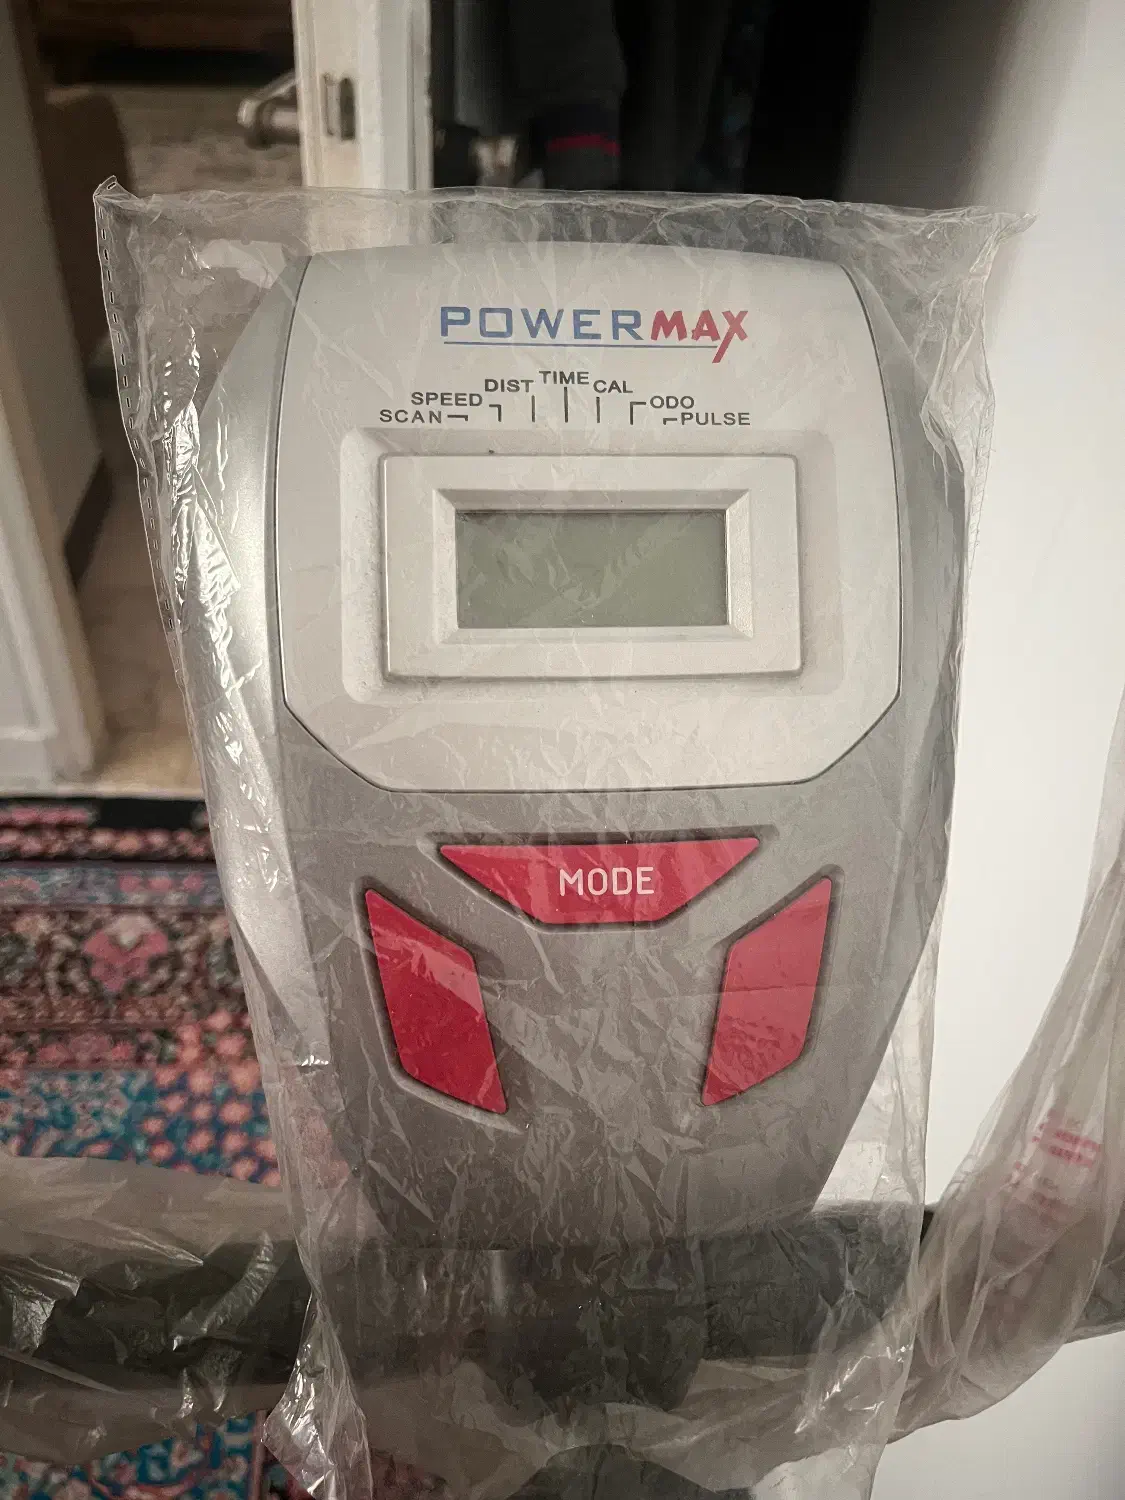 POWERMAX
SCAN SPEED DIST TIME CAL ODO PULSE
MODE